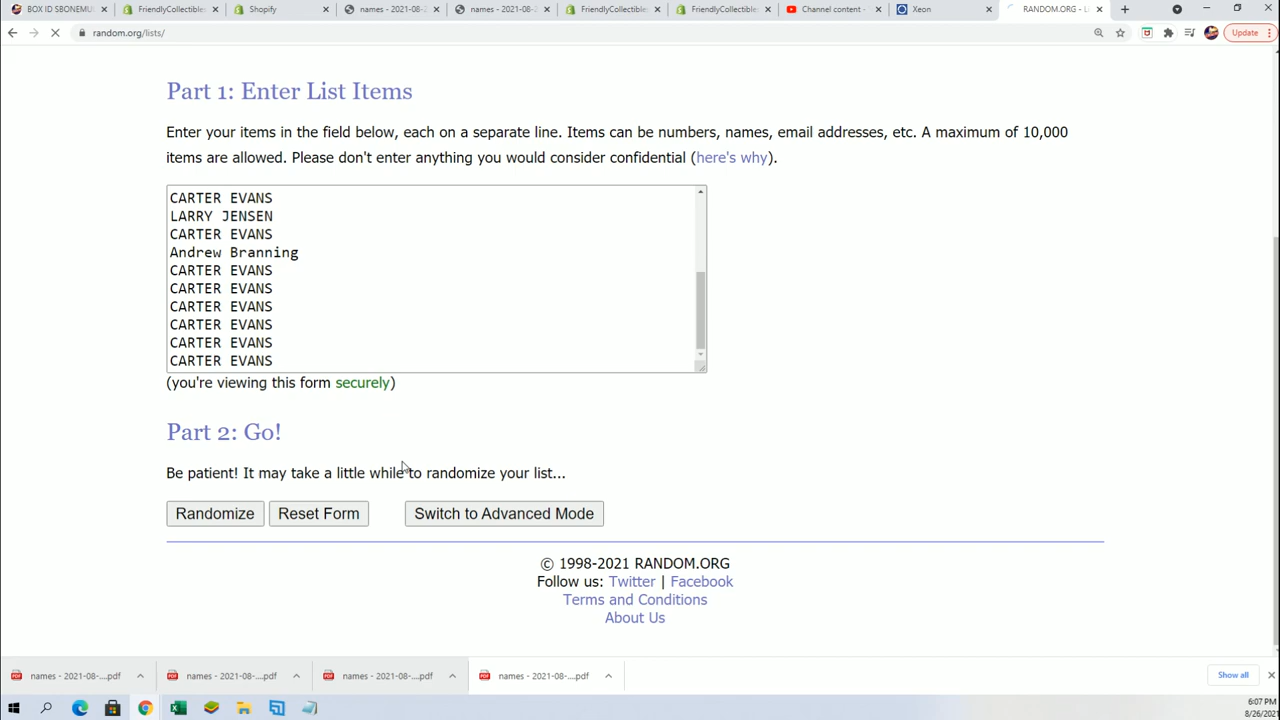 BOX ID SBONEMU
FriendlyCollectibles
Shopify
names - 2021-08-
names - 2021-08-
FriendlyCollectibles
FriendlyCollectibles
Channel content -
Xeon
RANDOM.ORG - Li
random.org/lists/
Update
Part 1: Enter List Items
Enter your items in the field below, each on a separate line. Items can be numbers, names, email addresses, etc. A maximum of 10,000
items are allowed. Please don't enter anything you would consider confidential (here's why).
CARTER EVANS
LARRY JENSEN
CARTER EVANS
Andrew Branning
CARTER EVANS
CARTER EVANS
CARTER EVANS
CARTER EVANS
CARTER EVANS
CARTER EVANS
(you're viewing this form securely)
Part 2: Go!
Be patient! It may take a little while to randomize your list...
Randomize Reset Form Switch to Advanced Mode
© 1998-2021 RANDOM.ORG
Follow us: Twitter | Facebook
Terms and Conditions
About Us
names - 2021-08-....pdf
names - 2021-08-....pdf
names - 2021-08-....pdf
names - 2021-08-....pdf
Show all
6:07 PM
8/26/2021